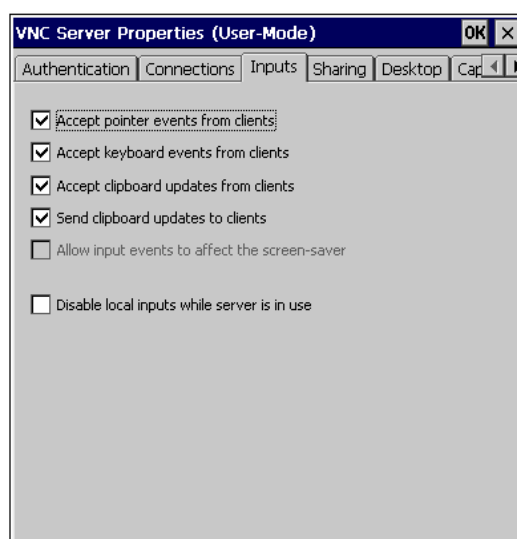 VNC Server Properties (User-Mode) OK
Authentication Connections Inputs Sharing Desktop
Accept pointer events from clients
Accept keyboard events from clients
Accept clipboard updates from clients
Send clipboard updates to clients
Allow input events to affect the screen-saver
Disable local inputs while server is in use